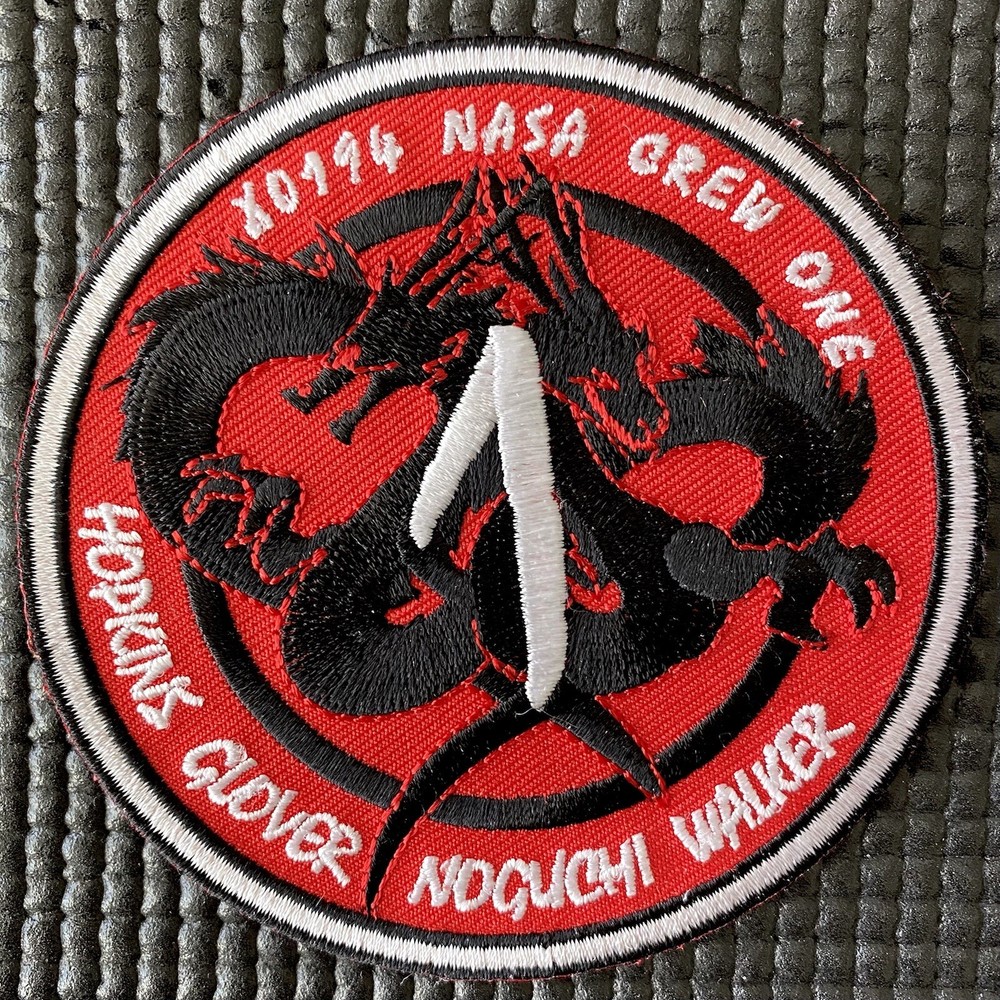 X0194 NASA CREW ONE
1
HOPKINS GLOVER NOGUCHI WALKER